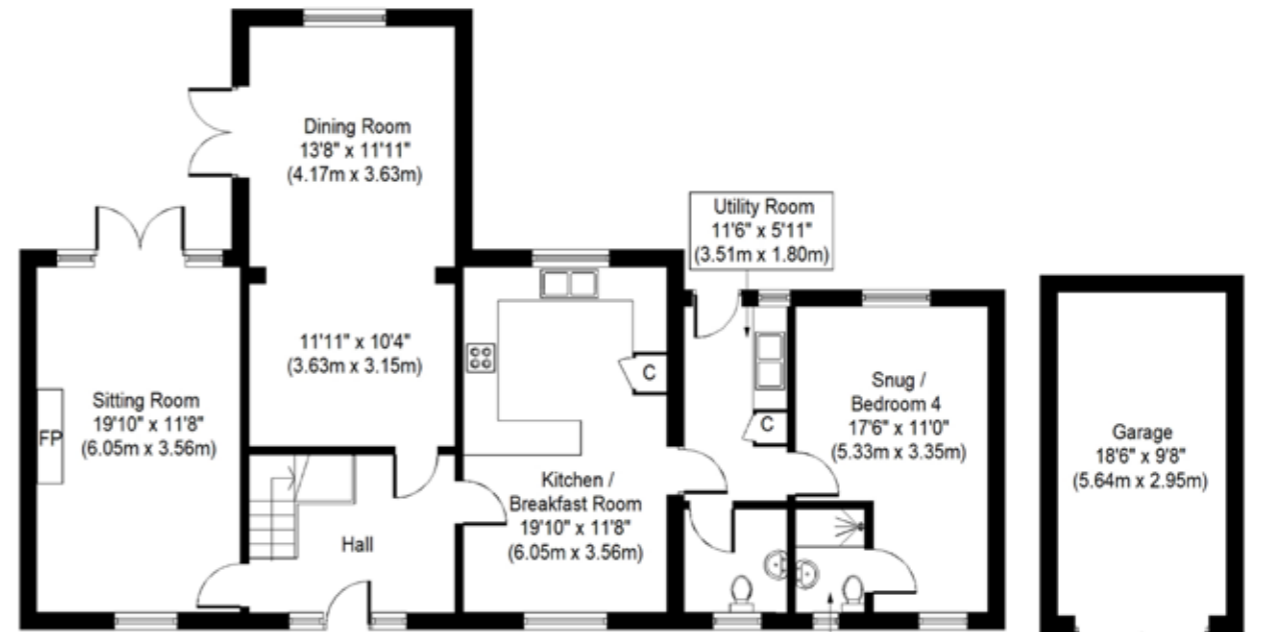 Dining Room
13'8" x 11'11"
(4.17m x 3.63m)
Utility Room
11'6" x 5'11"
(3.51m x 1.80m)
11'11" x 10'4"
(3.63m x 3.15m)
C
Sitting Room
19'10" x 11'8"
(6.05m x 3.56m)
FP
Snug /
Bedroom 4
17'6" x 11'0"
(5.33m x 3.35m)
C
Garage
18'6" x 9'8"
(5.64m x 2.95m)
Kitchen /
Breakfast Room
19'10" x 11'8"
(6.05m x 3.56m)
Hall